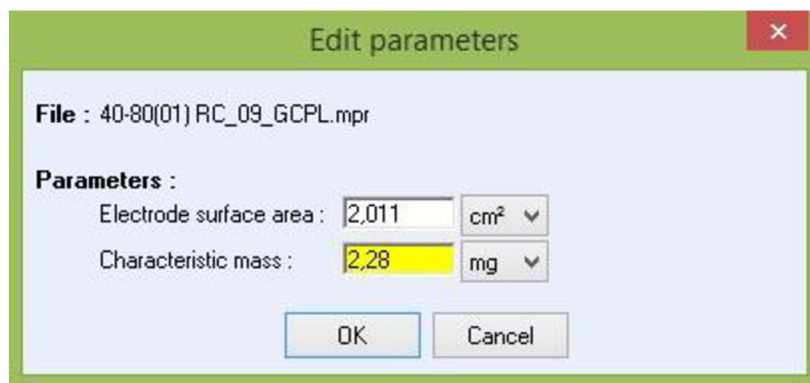 Edit parameters
File : 40-80(01) RC_09_GCPL.mpr
Parameters :
Electrode surface area : 2,011 cm²
Characteristic mass : 2,28 mg
OK Cancel